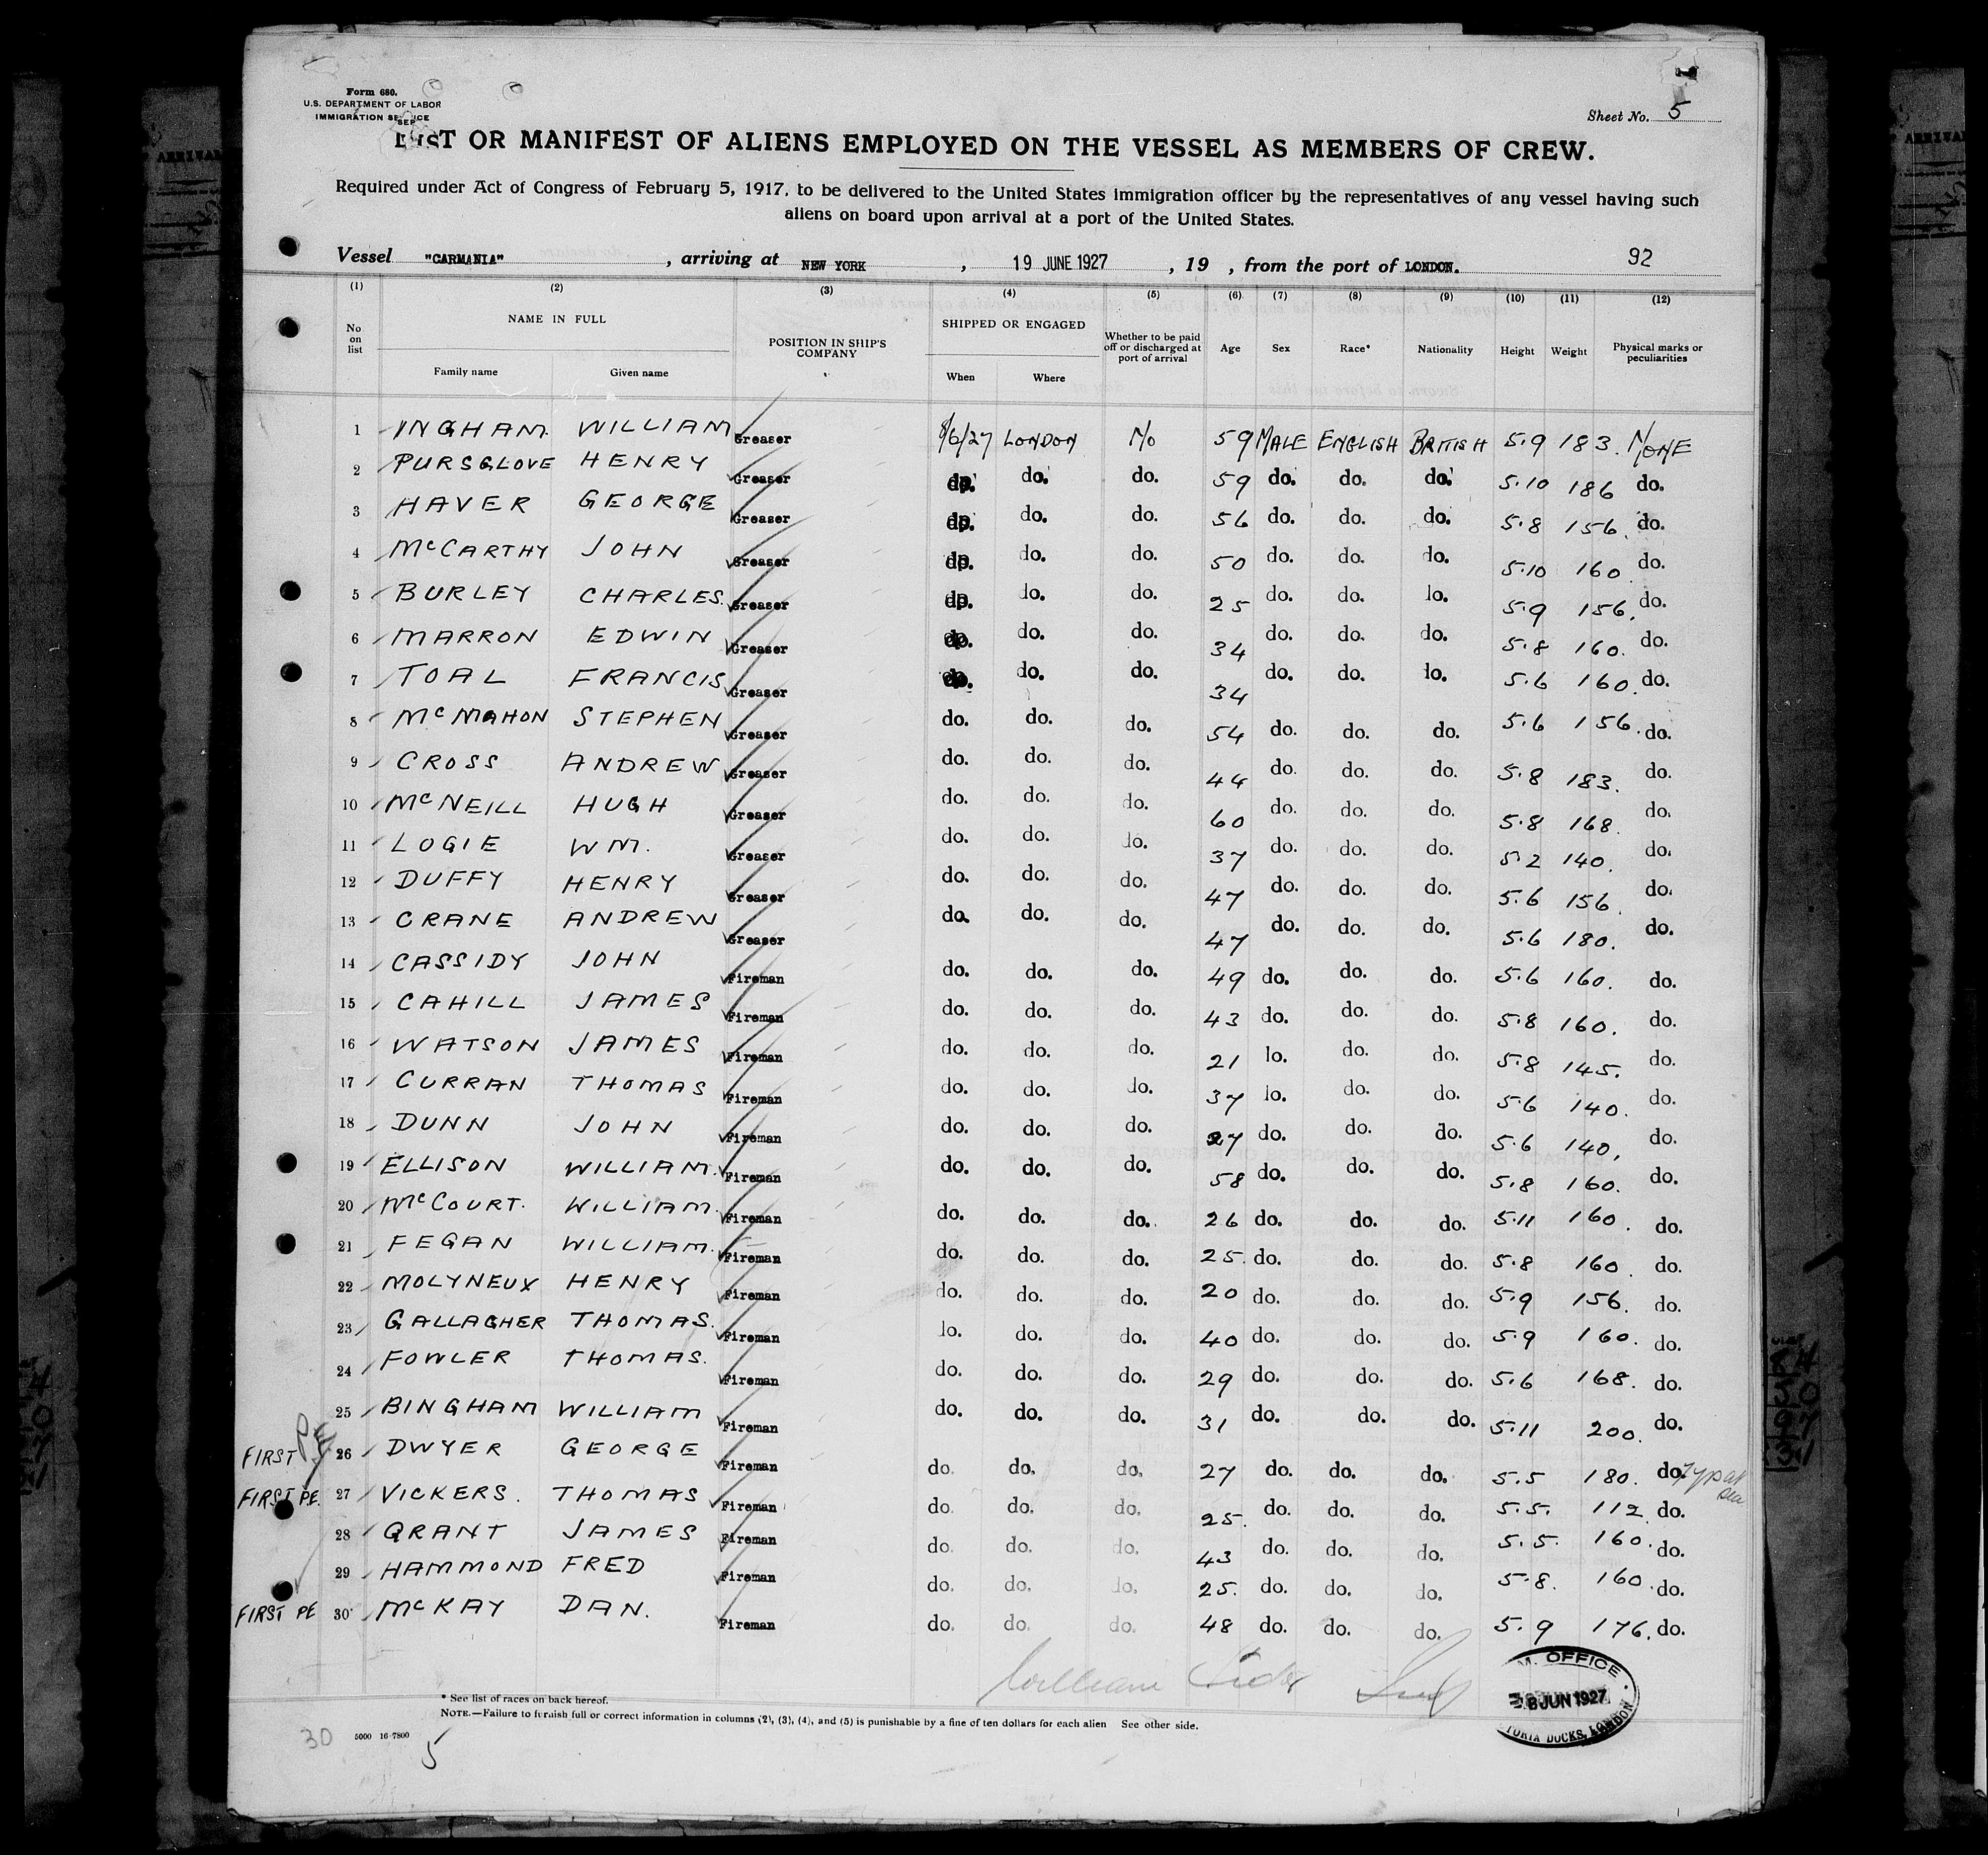 Form 680.
U.S. DEPARTMENT OF LABOR
IMMIGRATION SERVICE
Sheet No. 5
LIST OR MANIFEST OF ALIENS EMPLOYED ON THE VESSEL AS MEMBERS OF CREW.
Required under Act of Congress of February 5, 1917, to be delivered to the United States immigration officer by the representatives of any vessel having such
aliens on board upon arrival at a port of the United States.
Vessel "CARMANIA", arriving at NEW YORK, 19 JUNE 1927, 19 , from the port of LONDON. 92
(1) (2) (3) (4) (5) (6) (7) (8) (9) (10) (11) (12)
No on list NAME IN FULL Family name Given name POSITION IN SHIP'S COMPANY SHIPPED OR ENGAGED When Where Whether to be paid off or discharged at port of arrival Age Sex Race* Nationality Height Weight Physical marks or peculiarities
1 INGHAM WILLIAM Greaser 8/6/27 LONDON No 59 MALE ENGLISH BRITISH 5.9 183. NONE
2 PURSGLOVE HENRY Greaser do. do. do. 59 do. do. do. 5.10 186 do.
3 HAVER GEORGE Greaser do. do. do. 56 do. do. do. 5.8 156. do.
4 McCARTHY JOHN Greaser do. do. do. 50 do. do. do. 5.10 160 do.
5 BURLEY CHARLES. Greaser do. do. do. 25 do. do. do. 5.9 156. do.
6 MARRON EDWIN Greaser do. do. do. 34 do. do. do. 5.8 160. do.
7 TOAL FRANCIS Greaser do. do. do. 34 do. do. do. 5.6 160. do.
8 McMAHON STEPHEN Greaser do. do. do. 54 do. do. do. 5.6 156. do.
9 CROSS ANDREW Greaser do. do. do. 44 do. do. do. 5.8 183. do.
10 McNEILL HUGH Greaser do. do. do. 60 do. do. do. 5.8 168. do.
11 LOGIE WM. Greaser do. do. do. 37 do. do. do. 5.2 140. do.
12 DUFFY HENRY Greaser do. do. do. 47 do. do. do. 5.6 156. do.
13 CRANE ANDREW Greaser do. do. do. 47 do. do. do. 5.6 180. do.
14 CASSIDY JOHN Fireman do. do. do. 49 do. do. do. 5.6 160. do.
15 CAHILL JAMES Fireman do. do. do. 43 do. do. do. 5.8 160. do.
16 WATSON JAMES Fireman do. do. do. 21 do. do. do. 5.8 145. do.
17 CURRAN THOMAS Fireman do. do. do. 37 do. do. do. 5.6 140. do.
18 DUNN JOHN Fireman do. do. do. 27 do. do. do. 5.6 140. do.
19 ELLISON WILLIAM. Fireman do. do. do. 58 do. do. do. 5.8 160. do.
20 McCOURT. WILLIAM. Fireman do. do. do. 26 do. do. do. 5.11 160. do.
21 FEGAN WILLIAM. Fireman do. do. do. 25. do. do. do. 5.8 160. do.
22 MOLYNEUX HENRY Fireman do. do. do. 20 do. do. do. 5.9 156. do.
23 GALLAGHER THOMAS. Fireman do. do. do. 40 do. do. do. 5.9 160. do.
24 FOWLER THOMAS. Fireman do. do. do. 29 do. do. do. 5.6 168. do.
25 BINGHAM WILLIAM Fireman do. do. do. 31 do. do. do. 5.11 200. do.
FIRST PE 26 DWYER GEORGE Fireman do. do. do. 27 do. do. do. 5.5 180. do. 7 yrs at sea
FIRST PE. 27 VICKERS. THOMAS Fireman do. do. do. 25. do. do. do. 5.5. 112 do.
28 GRANT JAMES Fireman do. do. do. 43 do. do. do. 5.5. 160. do.
29 HAMMOND FRED Fireman do. do. do. 25. do. do. do. 5.8. 160. do.
FIRST PE 30 McKAY DAN. Fireman do. do. do. 48 do. do. do. 5.9 176. do.
William
* See list of races on back hereof.
NOTE.—Failure to furnish full or correct information in columns (2), (3), (4), and (5) is punishable by a fine of ten dollars for each alien See other side.
M. OFFICE
8 JUN 1927
DOCKS, LONDON
30 5000 16-7800
5